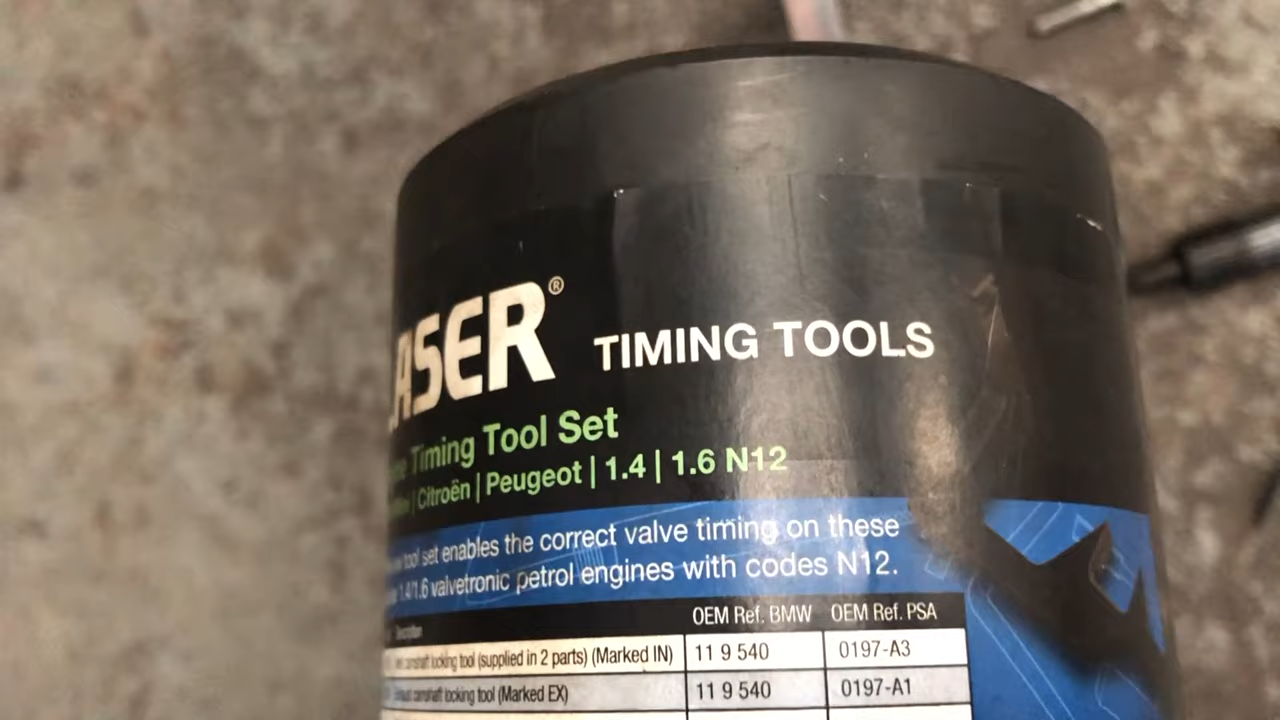 LASER® TIMING TOOLS
Timing Tool Set
| Citroën | Peugeot | 1.4 | 1.6 N12
tool set enables the correct valve timing on these
1.4/1.6 valvetronic petrol engines with codes N12.
Description OEM Ref. BMW OEM Ref. PSA
camshaft locking tool (supplied in 2 parts) (Marked IN) 11 9 540 0197-A3
camshaft locking tool (Marked EX) 11 9 540 0197-A1